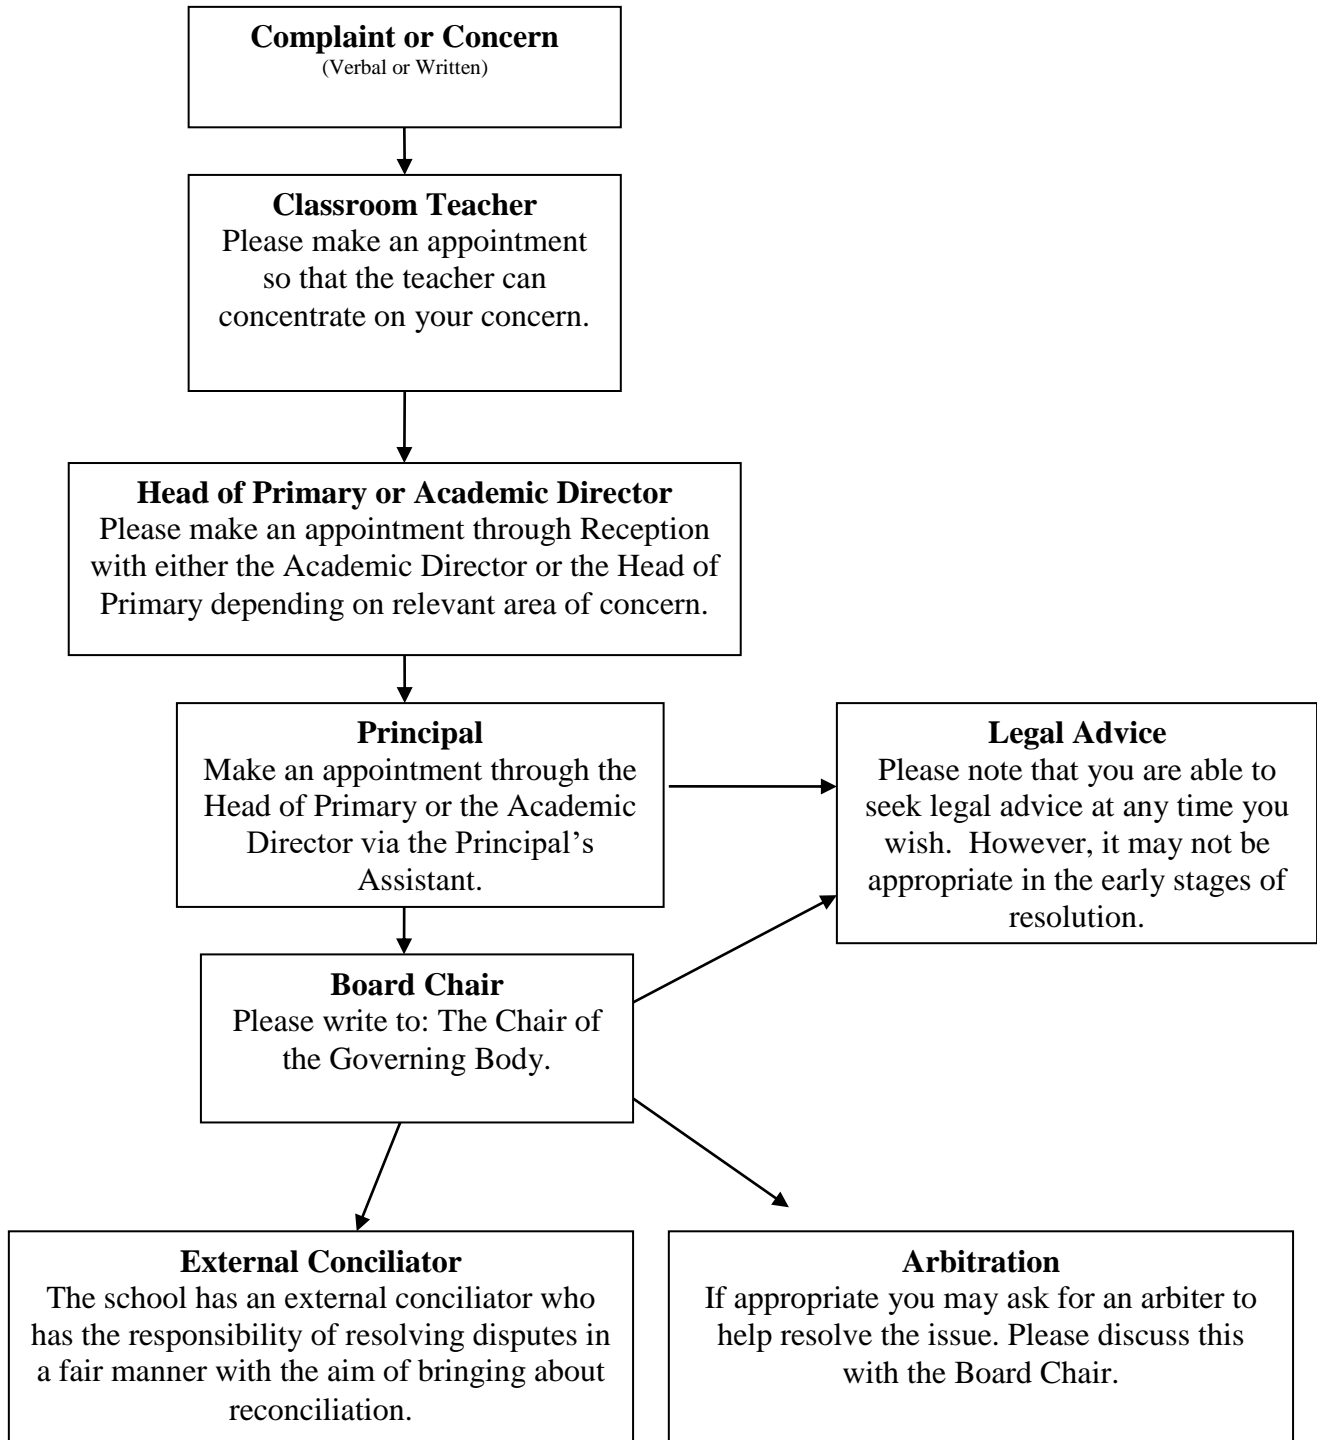 Complaint or Concern
(Verbal or Written)
Classroom Teacher
Please make an appointment
so that the teacher can
concentrate on your concern.
Head of Primary or Academic Director
Please make an appointment through Reception
with either the Academic Director or the Head of
Primary depending on relevant area of concern.
Principal
Make an appointment through the
Head of Primary or the Academic
Director via the Principal’s
Assistant.
Legal Advice
Please note that you are able to
seek legal advice at any time you
wish.  However, it may not be
appropriate in the early stages of
resolution.
Board Chair
Please write to: The Chair of
the Governing Body.
External Conciliator
The school has an external conciliator who
has the responsibility of resolving disputes in
a fair manner with the aim of bringing about
reconciliation.
Arbitration
If appropriate you may ask for an arbiter to
help resolve the issue. Please discuss this
with the Board Chair.